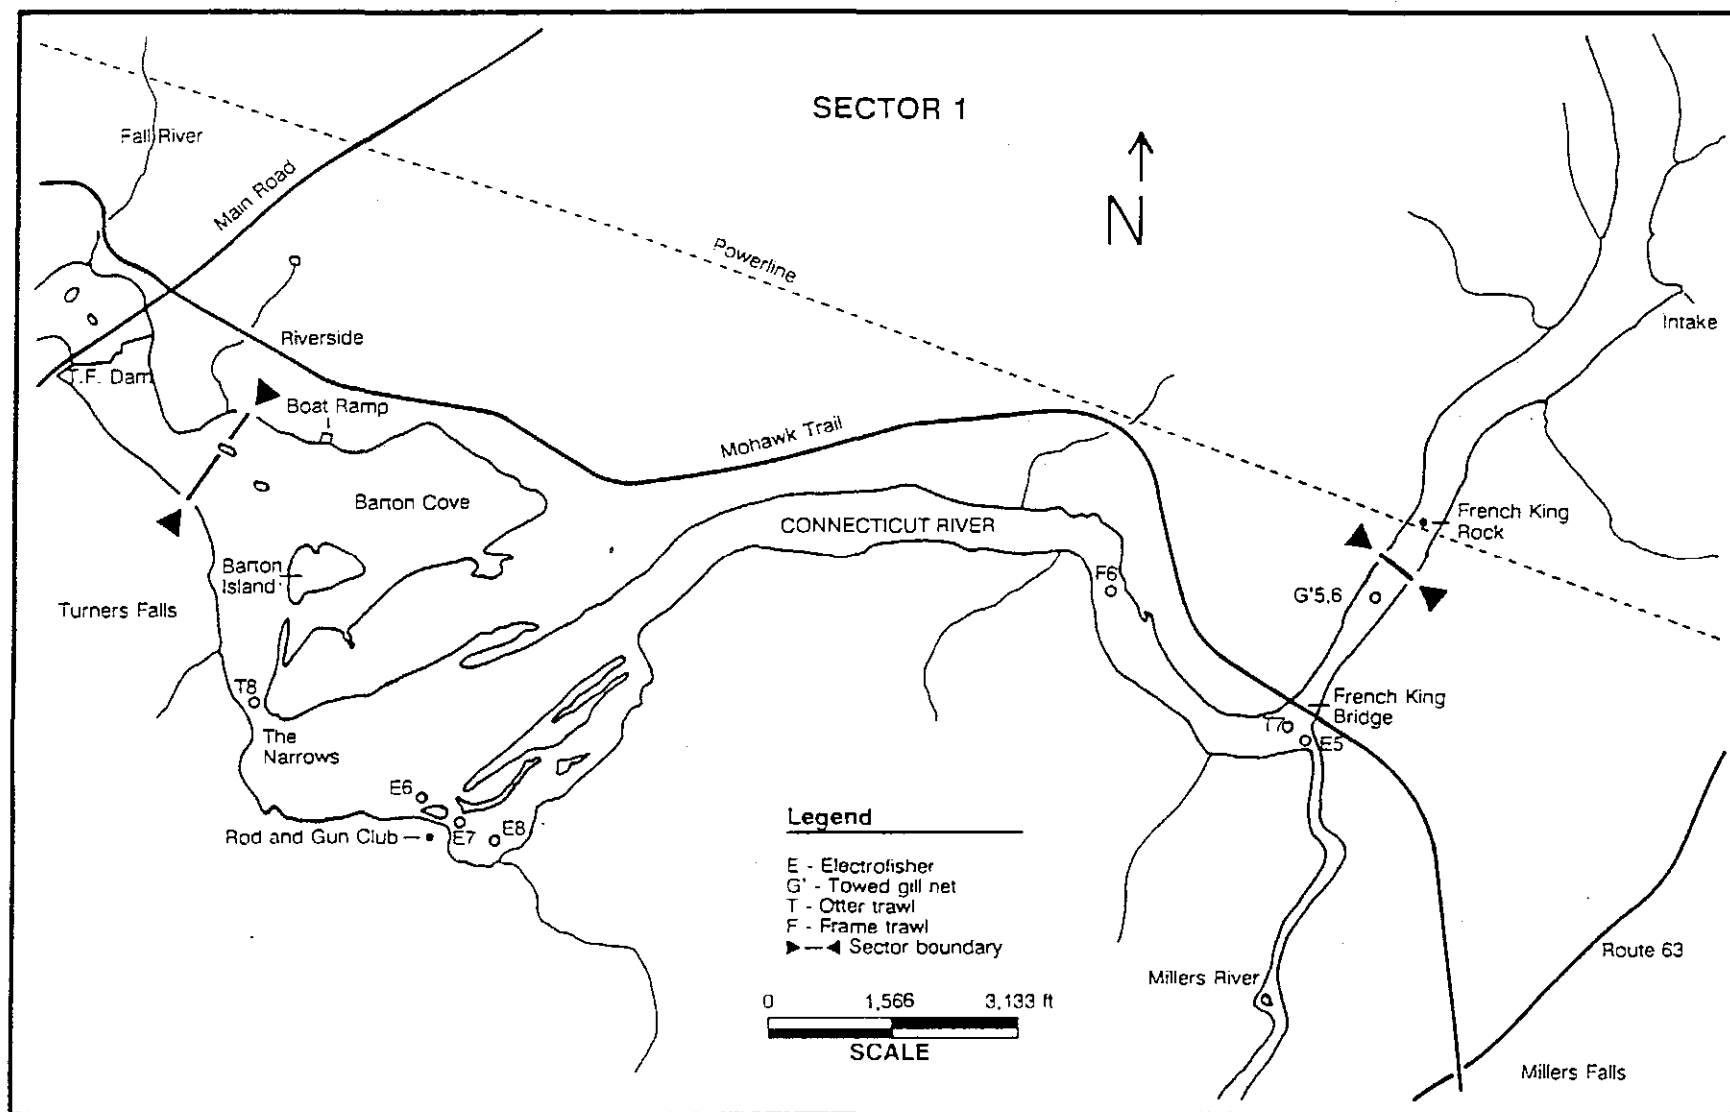 SECTOR 1
Fall River
Main Road
N
Powerline
Intake
Riverside
T.F. Dam
Boat Ramp
Mohawk Trail
Barton Cove
CONNECTICUT RIVER
French King
Rock
Barton
Island
F6
G'5,6
Turners Falls
T8
The
Narrows
French King
Bridge
T7
E5
E6
Rod and Gun Club
E7
E8
Legend
E - Electrofisher
G' - Towed gill net
T - Otter trawl
F - Frame trawl
Sector boundary
Route 63
Millers River
0 1,566 3,133 ft
SCALE
Millers Falls